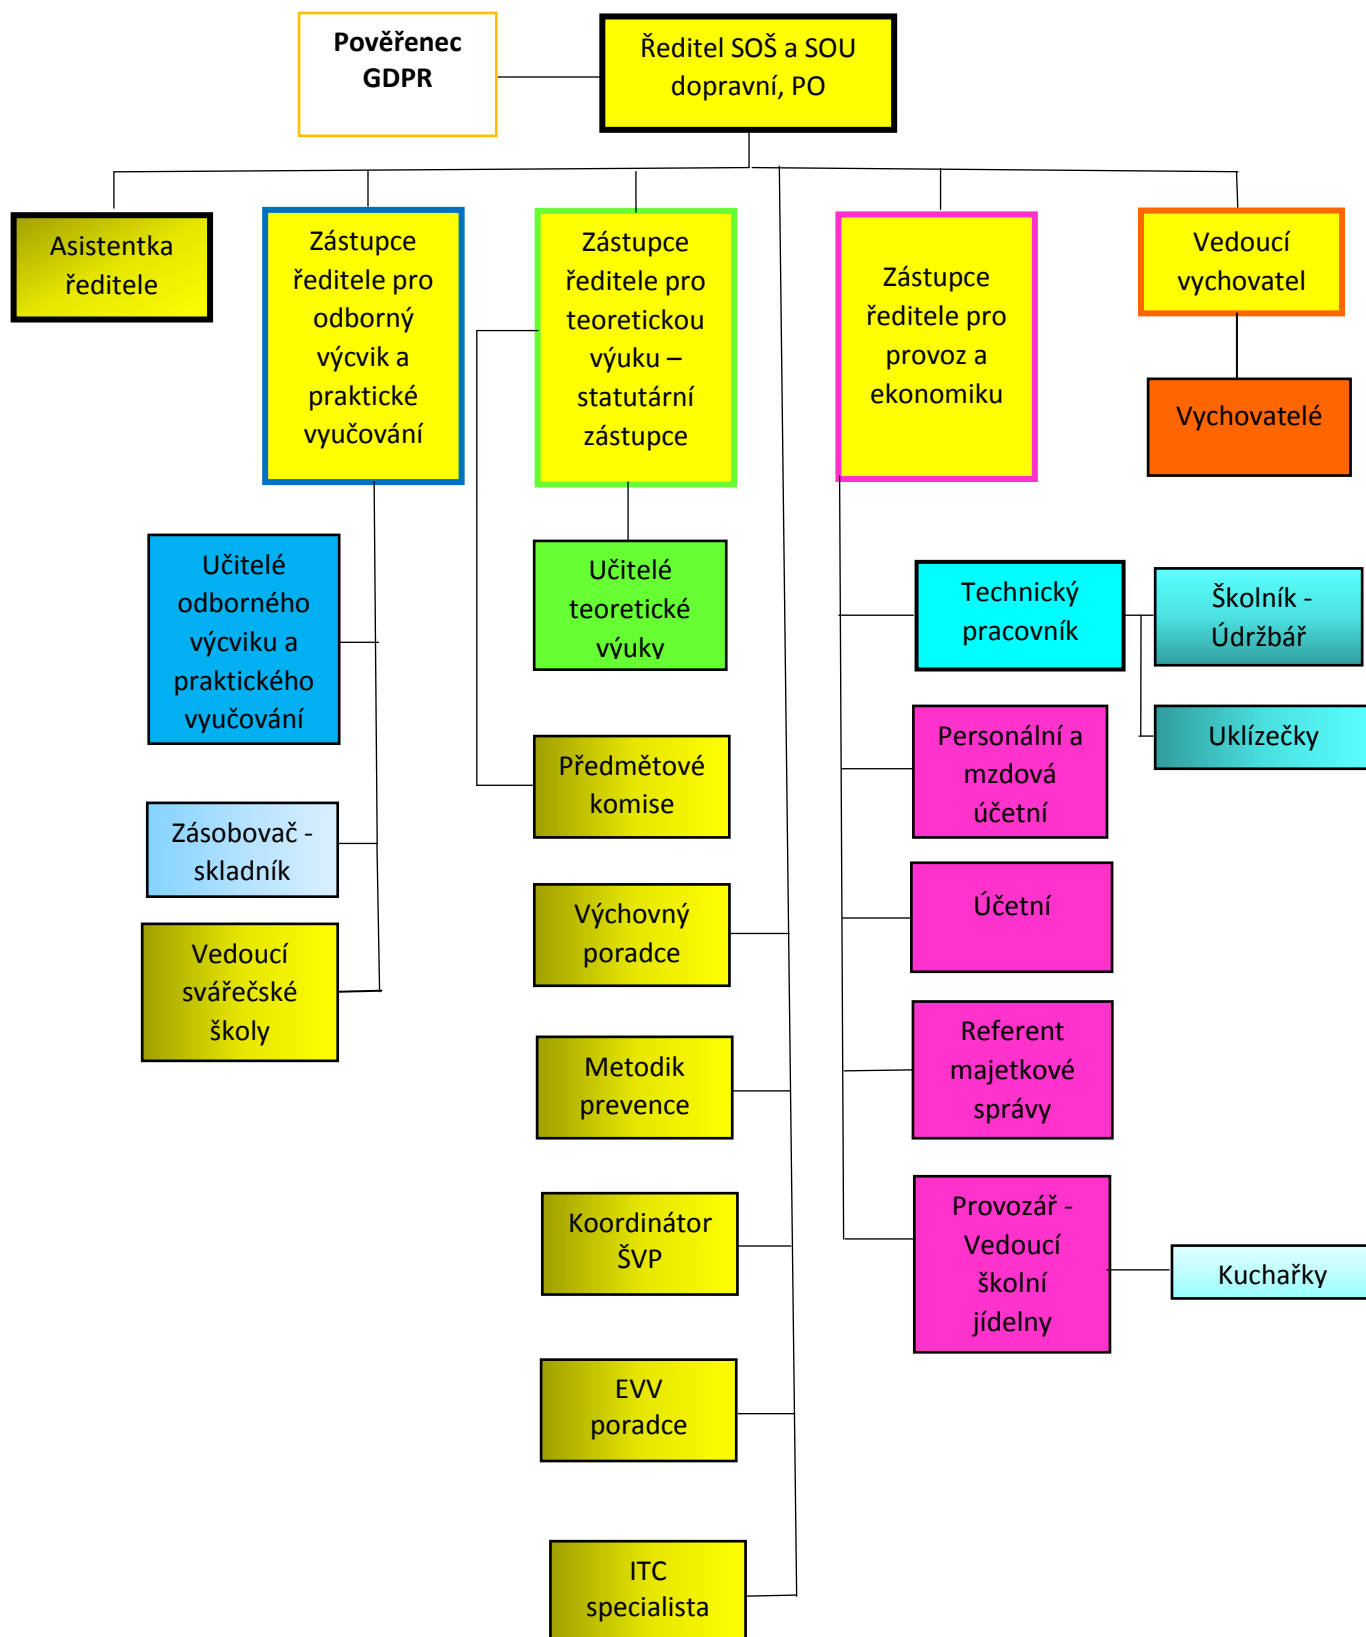 Pověřenec
GDPR
Ředitel SOŠ a SOU
dopravní, PO
Asistentka
ředitele
Zástupce
ředitele pro
odborný
výcvik a
praktické
vyučování
Zástupce
ředitele pro
teoretickou
výuku –
statutární
zástupce
Zástupce
ředitele pro
provoz a
ekonomiku
Vedoucí
vychovatel
Vychovatelé
Učitelé
odborného
výcviku a
praktického
vyučování
Učitelé
teoretické
výuky
Technický
pracovník
Školník -
Údržbář
Uklízečky
Personální a
mzdová
účetní
Předmětové
komise
Zásobovač -
skladník
Účetní
Výchovný
poradce
Vedoucí
svářečské
školy
Referent
majetkové
správy
Metodik
prevence
Provozář -
Vedoucí
školní
jídelny
Kuchařky
Koordinátor
ŠVP
EVV
poradce
ITC
specialista